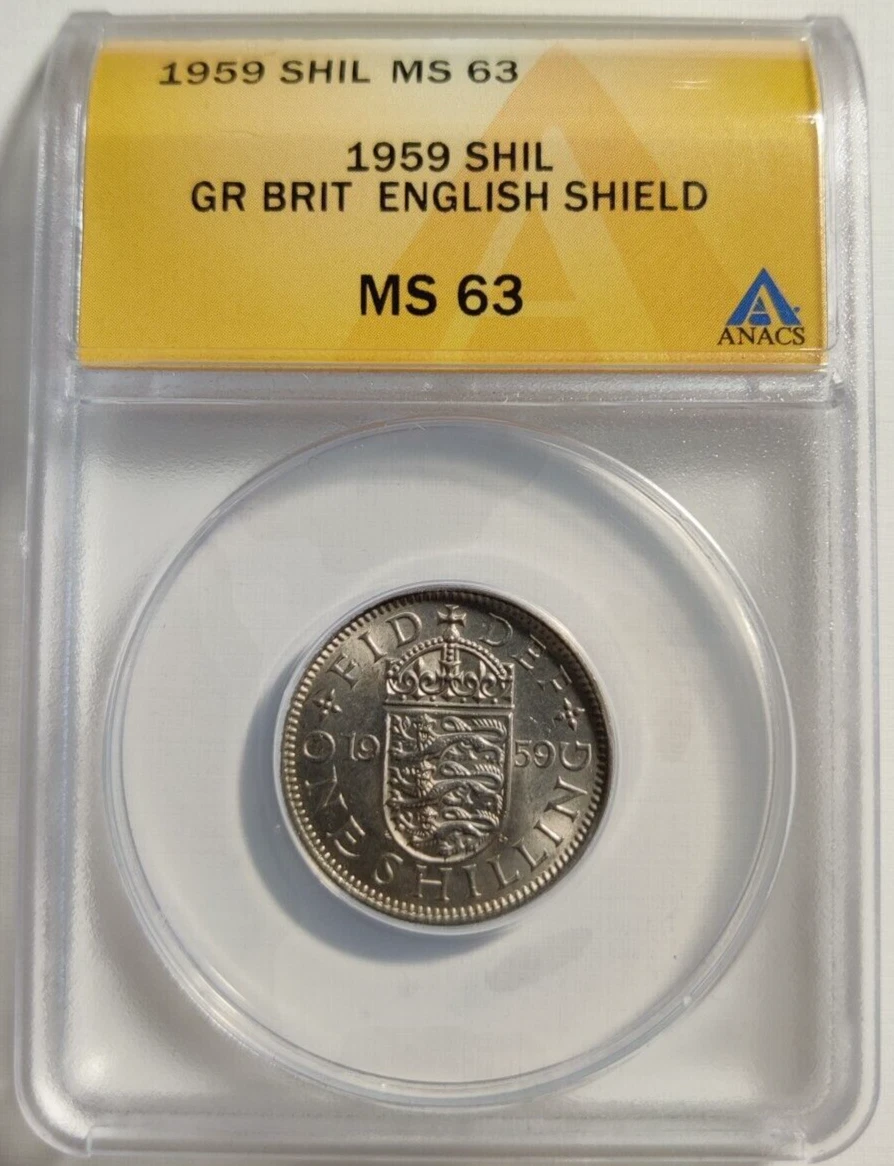 1959 SHIL MS 63
1959 SHIL
GR BRIT ENGLISH SHIELD
MS 63
ANACS
FID DEF
19 59
ONE SHILLING